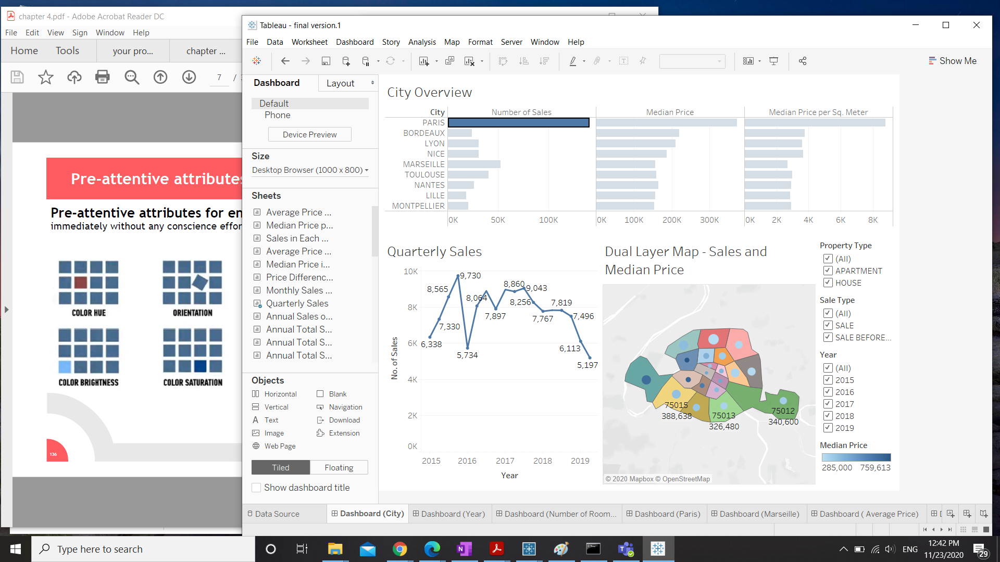 chapter 4.pdf - Adobe Acrobat Reader DC
File Edit View Sign Window Help
Home Tools your pro... chapter ...
7 /
Pre-attentive attributes
Pre-attentive attributes for en
immediately without any conscience effor
COLOR HUE ORIENTATION
COLOR BRIGHTNESS COLOR SATURATION
136
Tableau - final version.1
File Data Worksheet Dashboard Story Analysis Map Format Server Window Help
Show Me
Dashboard Layout
Default
Phone
Device Preview
Size
Desktop Browser (1000 x 800)
Sheets
Average Price ...
Median Price p...
Sales in Each ...
Average Price ...
Median Price i...
Price Differenc...
Monthly Sales ...
Quarterly Sales
Annual Sales o...
Annual Total S...
Annual Total S...
Annual Total S...
Objects
Horizontal Blank
Vertical Navigation
Text Download
Image Extension
Web Page
Tiled Floating
Show dashboard title
City Overview
City Number of Sales Median Price Median Price per Sq. Meter
PARIS
BORDEAUX
LYON
NICE
MARSEILLE
TOULOUSE
NANTES
LILLE
MONTPELLIER
0K 50K 100K 0K 100K 200K 300K 0K 2K 4K 6K 8K
Quarterly Sales
No. of Sales
10K
8K
6K
4K
2K
0K
9,730
8,565
8,860
9,043
8,064
8,256
7,819
7,897
7,767
7,496
7,330
6,338
5,734
6,113
5,197
2015 2016 2017 2018 2019
Year
Dual Layer Map - Sales and
Median Price
75015
388,638
75013
326,480
75012
340,600
© 2020 Mapbox © OpenStreetMap
Property Type
(All)
APARTMENT
HOUSE
Sale Type
(All)
SALE
SALE BEFORE...
Year
(All)
2015
2016
2017
2018
2019
Median Price
285,000 759,613
Data Source Dashboard (City) Dashboard (Year) Dashboard (Number of Room... Dashboard (Paris) Dashboard (Marseille) Dashboard ( Average Price)
Type here to search
ENG
12:42 PM
11/23/2020
29